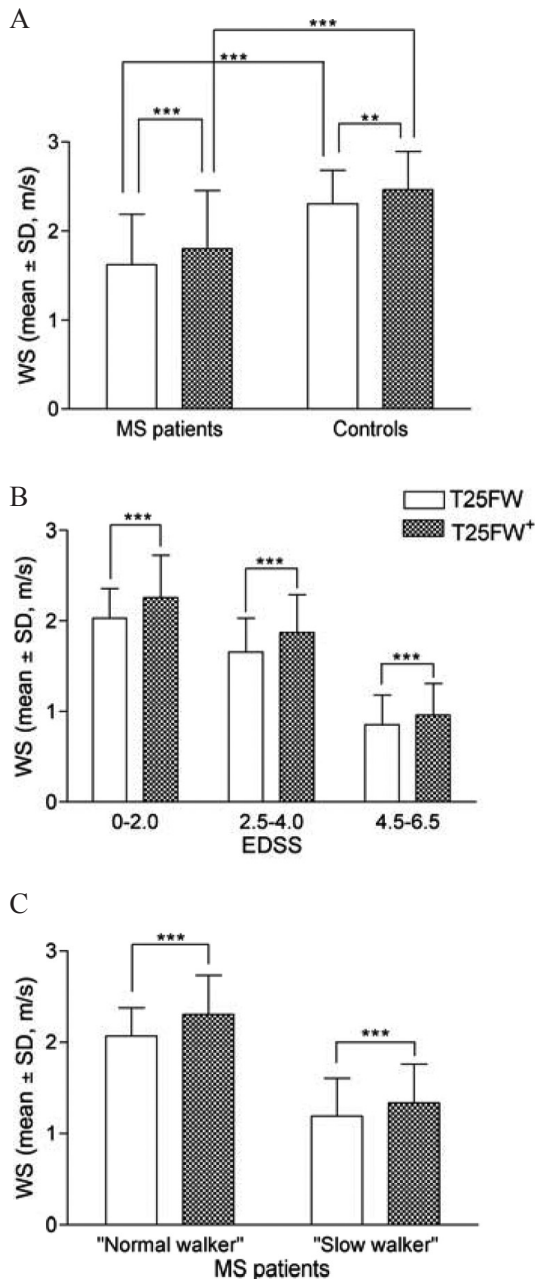 A
***
***
***
**
3
2
1
0
WS (mean ± SD, m/s)
MS patients Controls
B
T25FW
T25FW+
***
***
***
3
2
1
0
WS (mean ± SD, m/s)
0-2.0 2.5-4.0 4.5-6.5
EDSS
C
***
***
3
2
1
0
WS (mean ± SD, m/s)
"Normal walker" "Slow walker"
MS patients